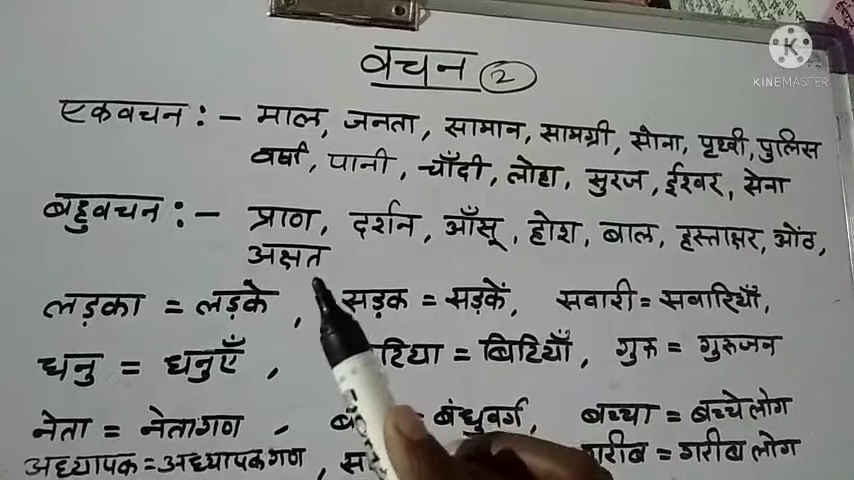 वचन 2
KINEMASTER
एकवचन :- माल, जनता, सामान, सामग्री, सोना, पृथ्वी, पुलिस
वर्षा, पानी, चाँदी, लोहा, सुरज, ईश्वर, सेना
बहुवचन :- प्राण, दर्शन, आँसू, होश, बाल, हस्ताक्षर, ओंठ,
अक्षत
लड़का = लड़के, सड़क = सड़कें, सवारी = सवारियाँ,
धनु = धनुएँ, = बिटियाँ, गुरु = गुरुजन
नेता = नेतागण - = बंधुवर्ग, बच्चा = बच्चेलोग
अध्यापक = अध्यापकगण, = गरीब लोग